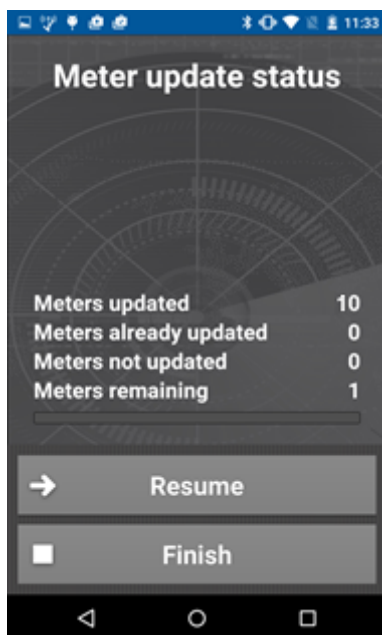 11:33
Meter update status
Meters updated 10
Meters already updated 0
Meters not updated 0
Meters remaining 1
Resume
Finish